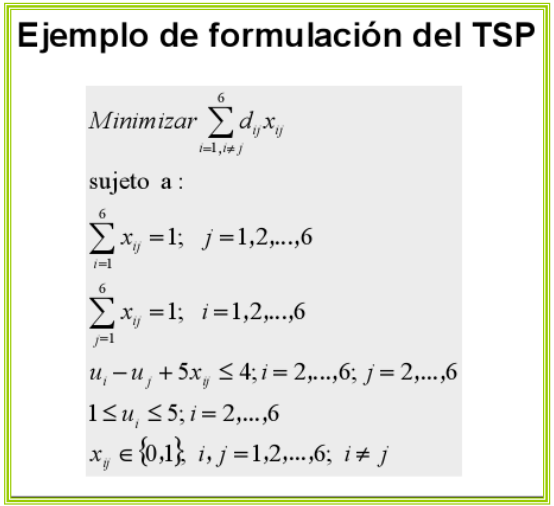 Ejemplo de formulación del TSP
Minimizar ∑_{i=1,i≠j}^{6} d_{ij}x_{ij}
sujeto a :
∑_{i=1}^{6} x_{ij} = 1; j = 1,2,...,6
∑_{j=1}^{6} x_{ij} = 1; i = 1,2,...,6
u_i − u_j + 5x_{ij} ≤ 4; i = 2,...,6; j = 2,...,6
1 ≤ u_i ≤ 5; i = 2,...,6
x_{ij} ∈ {0,1}, i, j = 1,2,...,6; i ≠ j